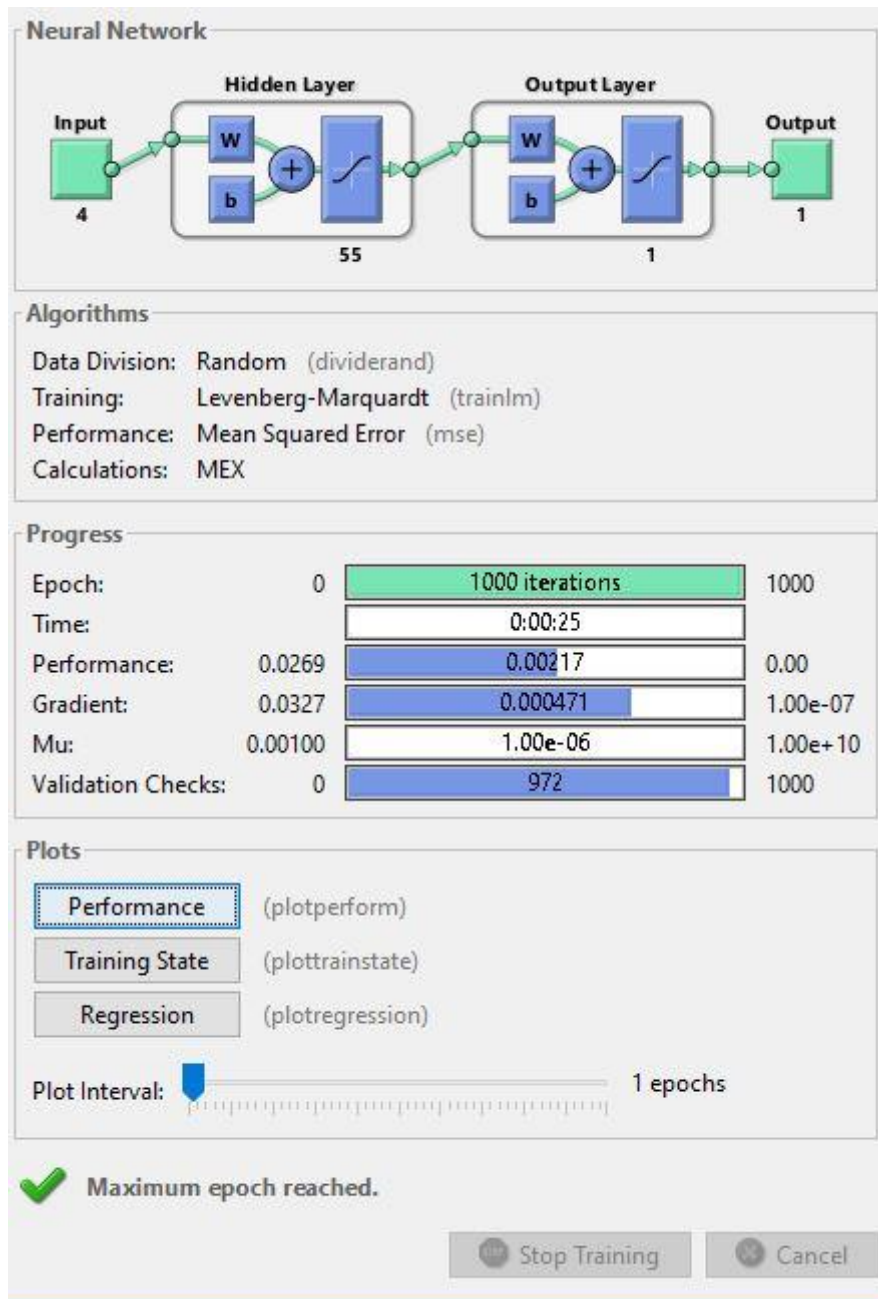 Neural Network
Hidden Layer Output Layer
Input Output
W W
+ +
b b
4 1
55 1
Algorithms
Data Division: Random (dividerand)
Training: Levenberg-Marquardt (trainlm)
Performance: Mean Squared Error (mse)
Calculations: MEX
Progress
Epoch: 0 1000 iterations 1000
Time: 0:00:25
Performance: 0.0269 0.00217 0.00
Gradient: 0.0327 0.000471 1.00e-07
Mu: 0.00100 1.00e-06 1.00e+10
Validation Checks: 0 972 1000
Plots
Performance (plotperform)
Training State (plottrainstate)
Regression (plotregression)
Plot Interval: 1 epochs
Maximum epoch reached.
Stop Training Cancel